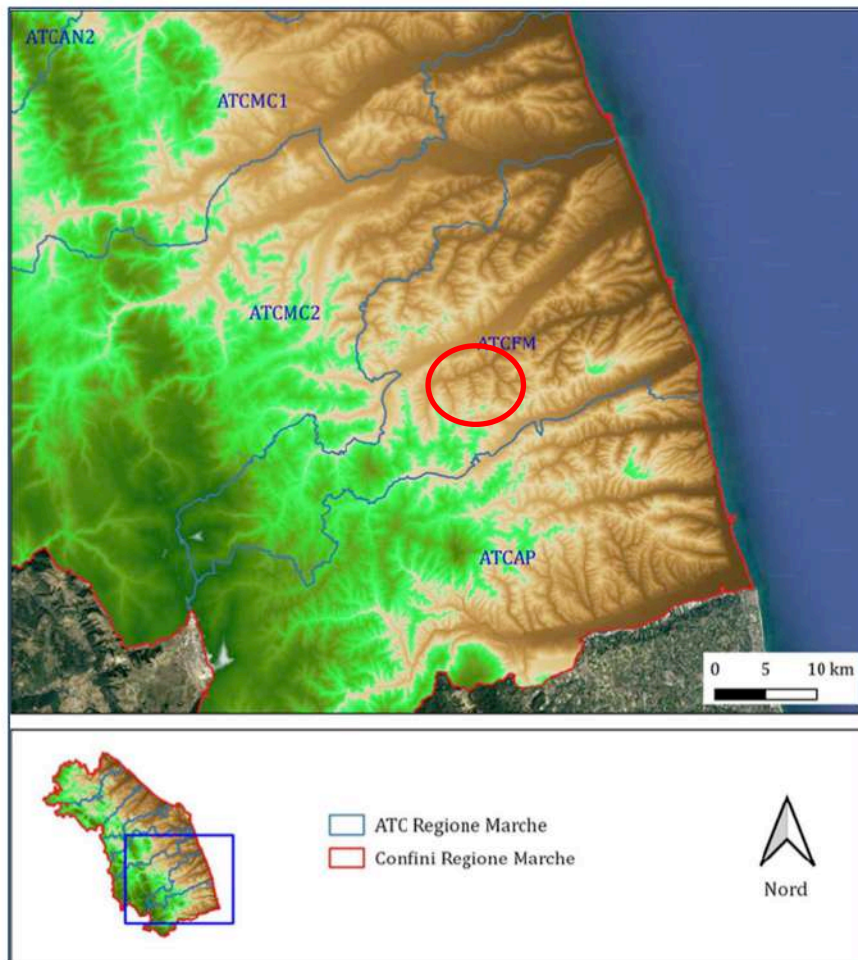 ATCAN2
ATCMC1
ATCMC2
ATCFM
ATCAP
0 5 10 km
ATC Regione Marche
Confini Regione Marche
Nord